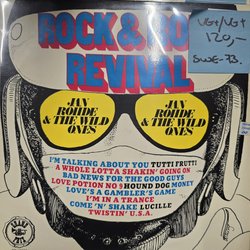 ROCK & RO
REVIVAL
VG+/VG+
120,-
SWE-73.
JAN
ROHDE
& THE WILD
ONES
JAN
ROHDE
& THE WILD
ONES
I'M TALKING ABOUT YOU TUTTI FRUTTI
A WHOLE LOTTA SHAKIN' GOING ON
BAD NEWS FOR THE GOOD GUYS
LOVE POTION NO 9 HOUND DOG MONEY
LOVE'S A GAMBLER'S GAME
I'M IN A TRANCE
COME 'N' SHAKE LUCILLE
TWISTIN' U.S.A.